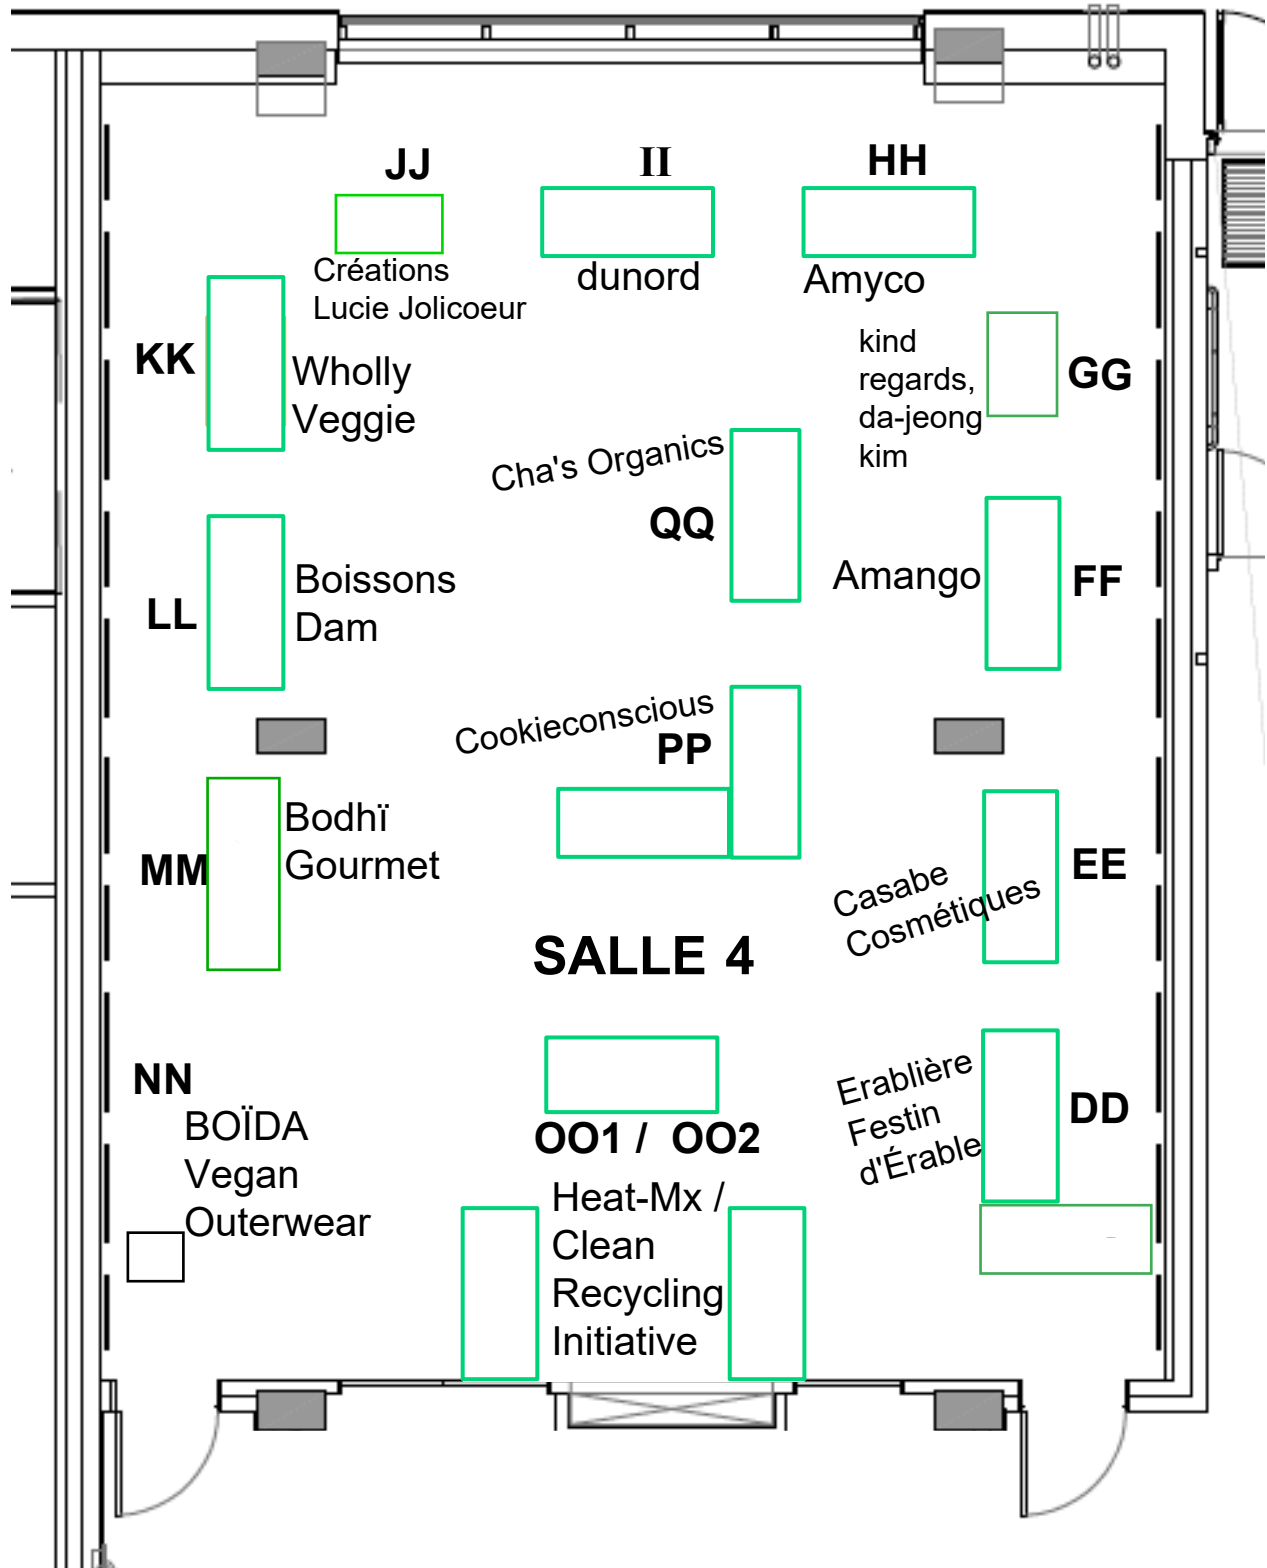 JJ
II
HH
Créations
Lucie Jolicoeur
dunord
Amyco
KK
Wholly
Veggie
kind
regards,
da-jeong
kim
GG
Cha's Organics
QQ
LL
Boissons
Dam
Amango
FF
Cookieconscious
PP
MM
Bodhï
Gourmet
Casabe
Cosmétiques
EE
SALLE 4
NN
BOÏDA
Vegan
Outerwear
OO1 / OO2
Heat-Mx /
Clean
Recycling
Initiative
Erablière
Festin
d'Érable
DD